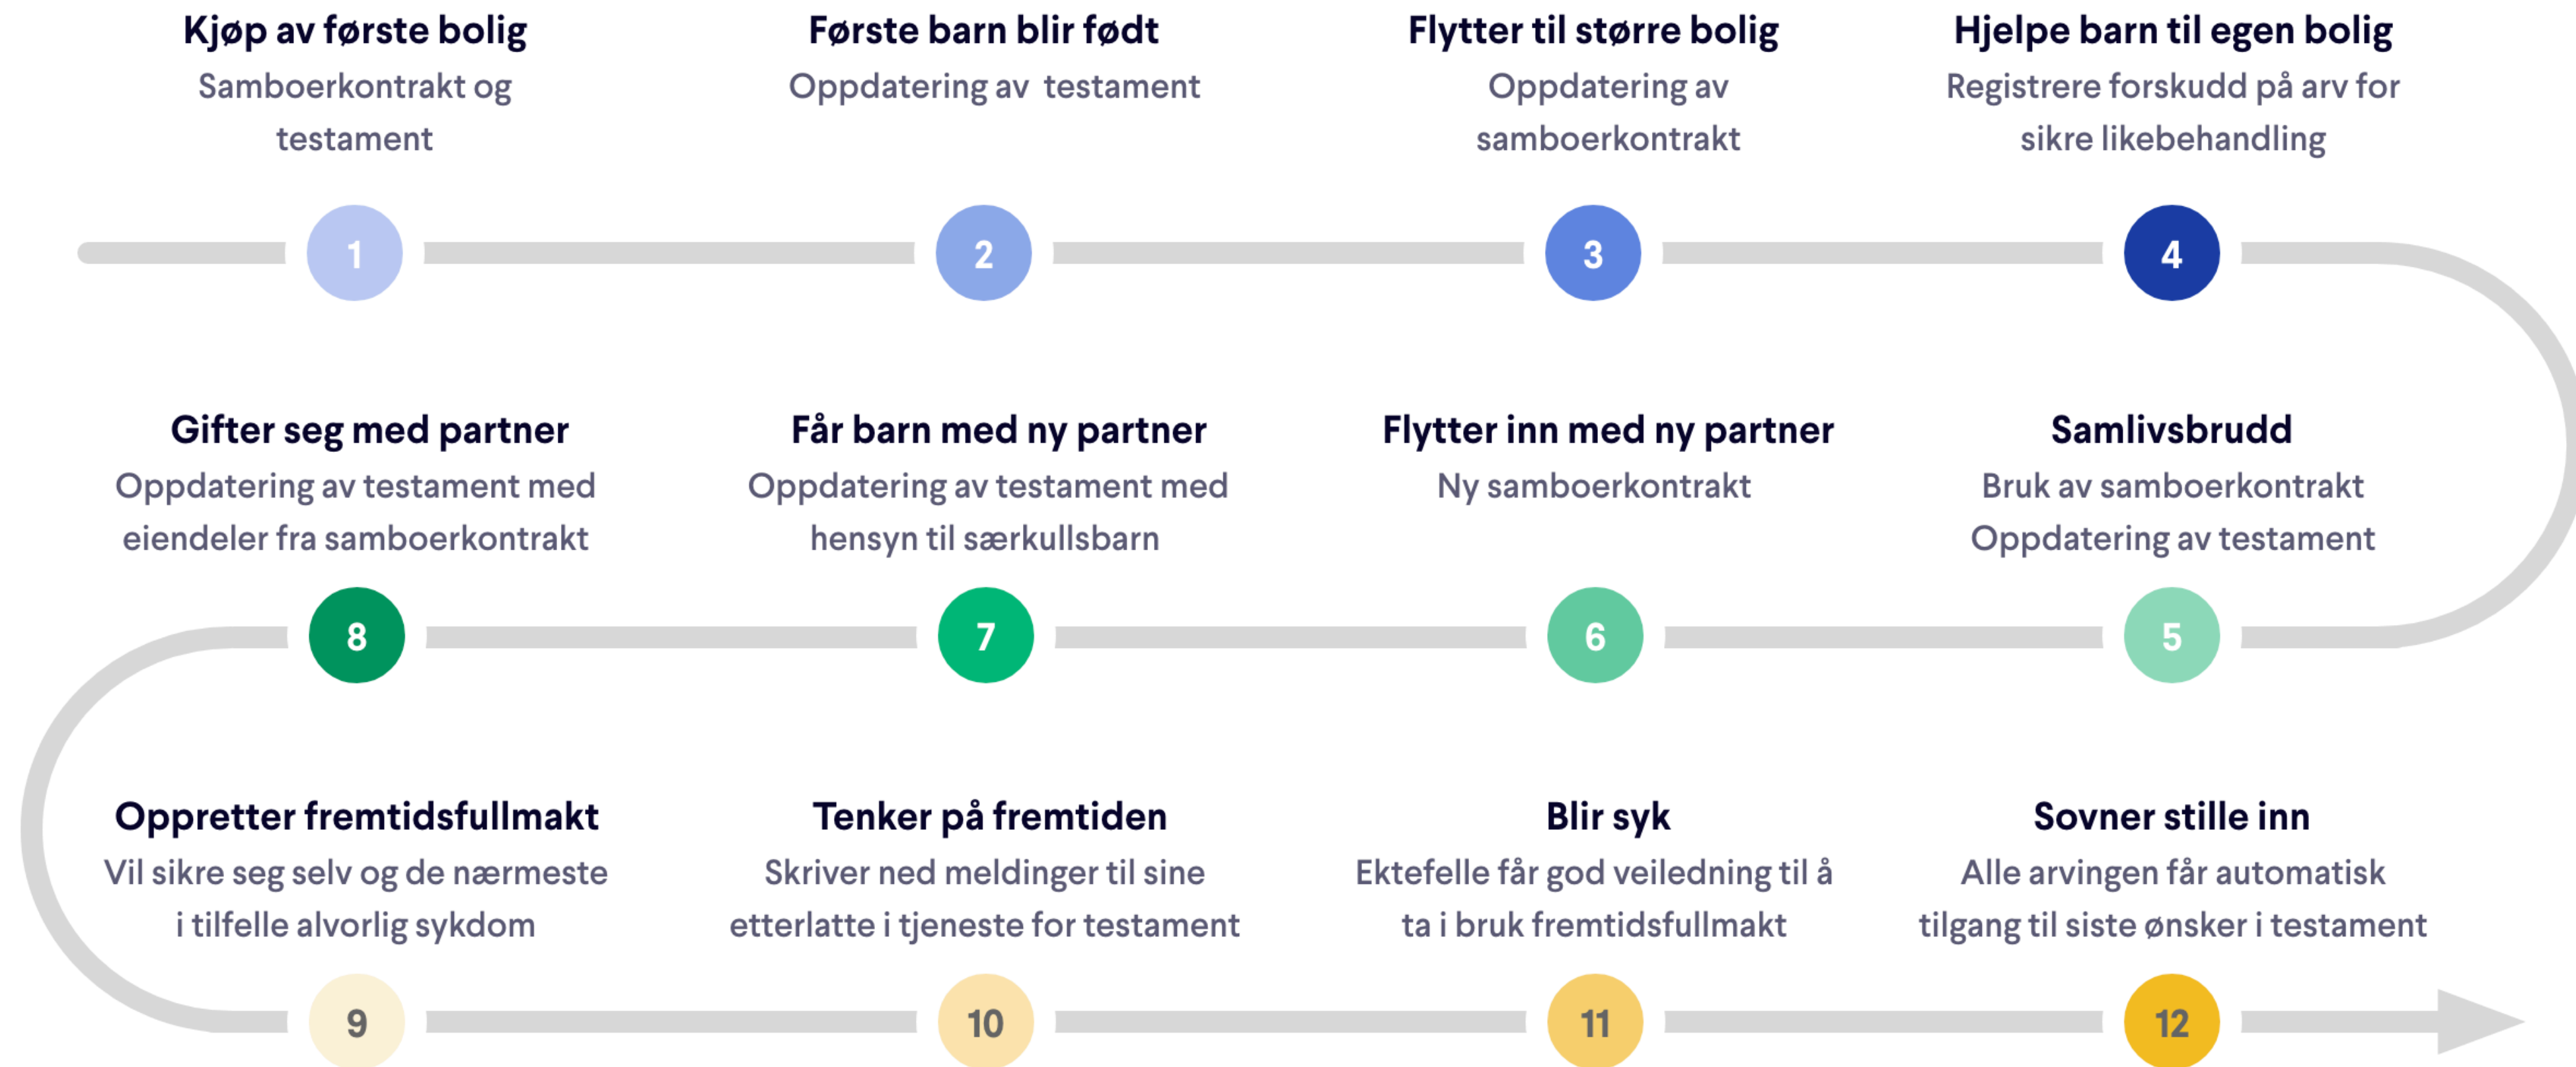 Kjøp av første bolig
Samboerkontrakt og
testament
1
Første barn blir født
Oppdatering av testament
2
Flytter til større bolig
Oppdatering av
samboerkontrakt
3
Hjelpe barn til egen bolig
Registrere forskudd på arv for
sikre likebehandling
4
Samlivsbrudd
Bruk av samboerkontrakt
Oppdatering av testament
5
Flytter inn med ny partner
Ny samboerkontrakt
6
Får barn med ny partner
Oppdatering av testament med
hensyn til særkullsbarn
7
Gifter seg med partner
Oppdatering av testament med
eiendeler fra samboerkontrakt
8
Oppretter fremtidsfullmakt
Vil sikre seg selv og de nærmeste
i tilfelle alvorlig sykdom
9
Tenker på fremtiden
Skriver ned meldinger til sine
etterlatte i tjeneste for testament
10
Blir syk
Ektefelle får god veiledning til å
ta i bruk fremtidsfullmakt
11
Sovner stille inn
Alle arvingen får automatisk
tilgang til siste ønsker i testament
12